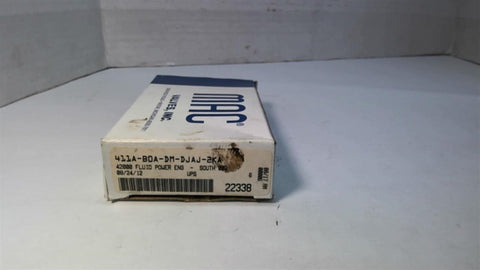 MAC®
VALVES, INC.
411A-B0A-DM-DJAJ-2KA
42000 FLUID POWER ENG - SOUTH
08/24/12 UPS
22338